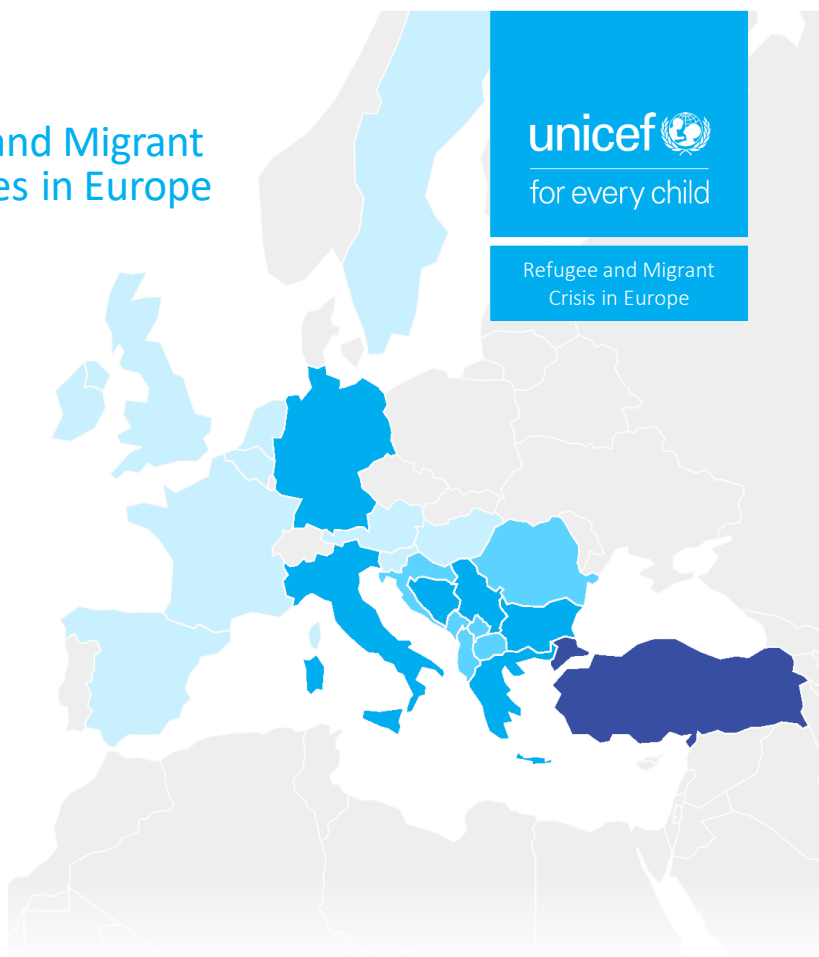 and Migrant
es in Europe
unicef
for every child
Refugee and Migrant
Crisis in Europe